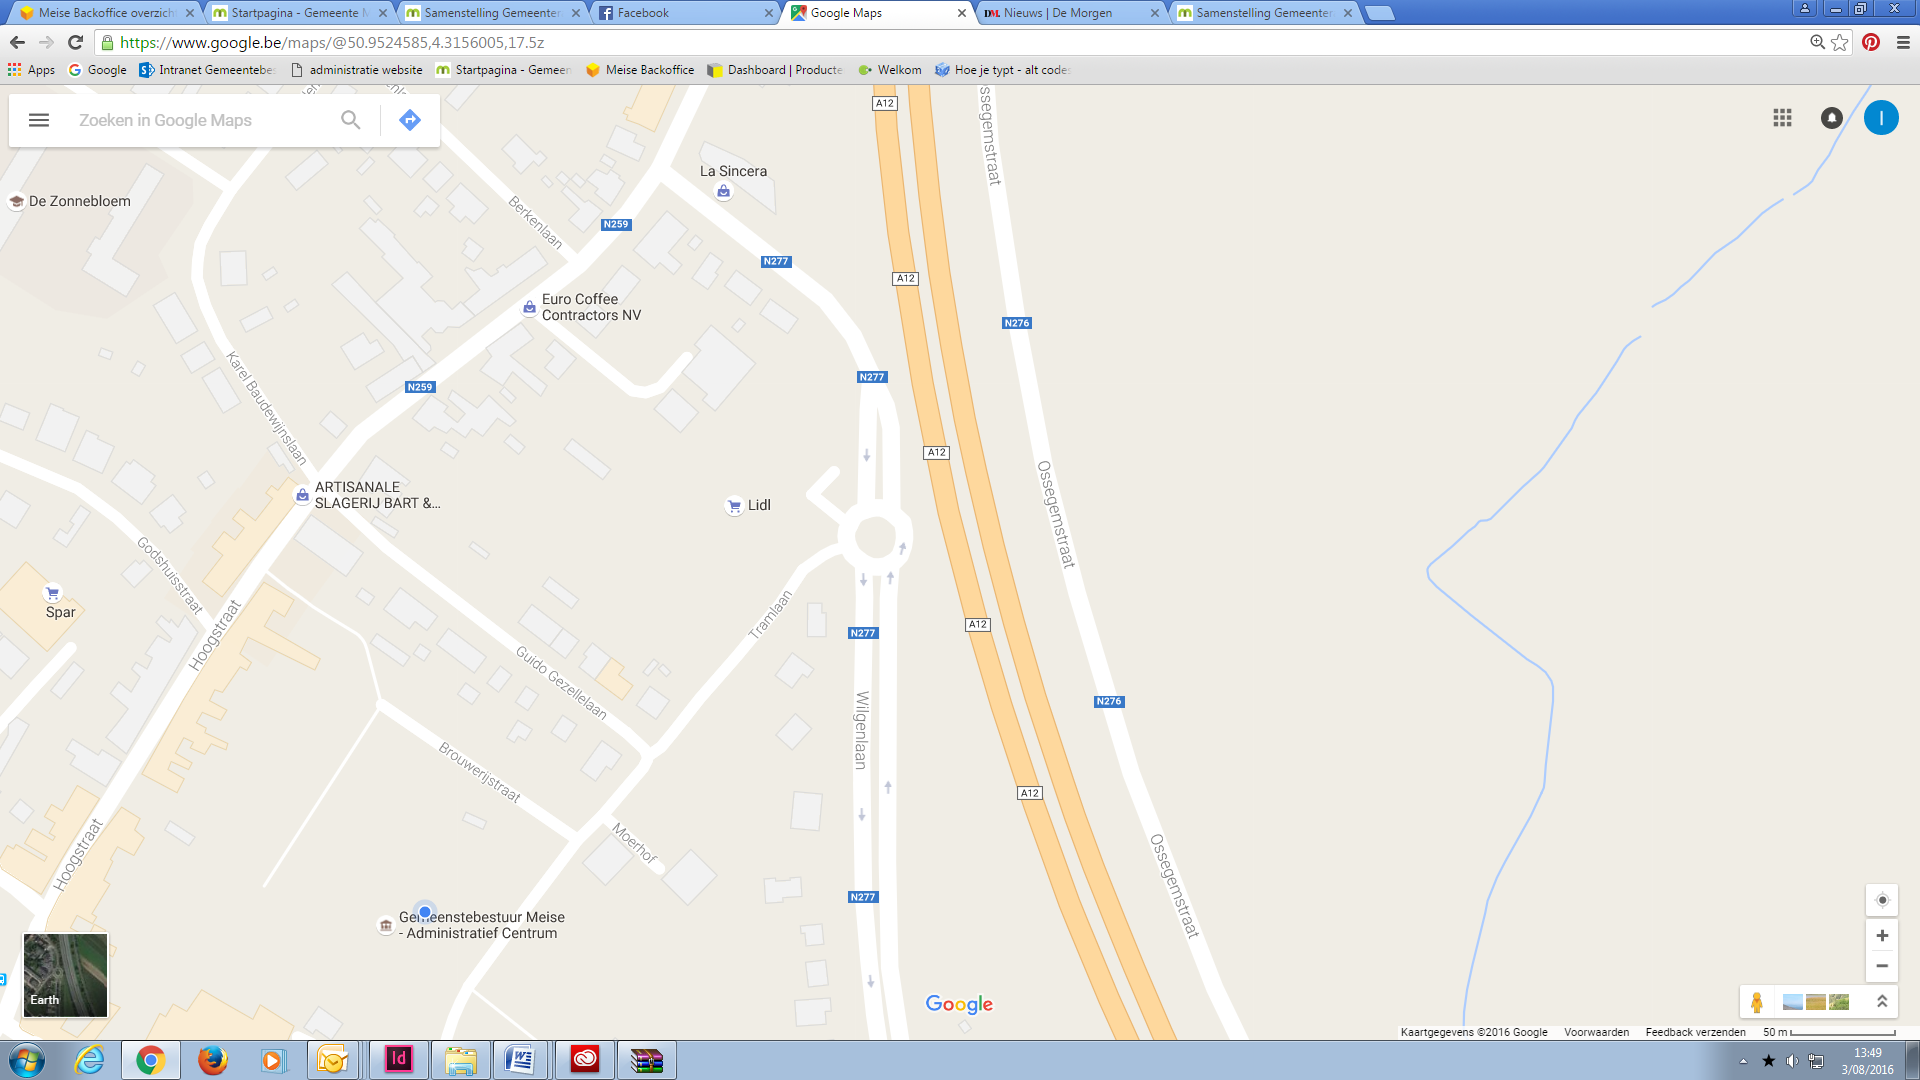 Meise Backoffice overzicht
Startpagina - Gemeente M
Samenstelling Gemeenter
Facebook
Google Maps
Nieuws | De Morgen
Samenstelling Gemeenter
https://www.google.be/maps/@50.9524585,4.3156005,17.5z
Apps
Google
Intranet Gemeentebe
administratie website
Startpagina - Gemeen
Meise Backoffice
Dashboard | Producte
Welkom
Hoe je typt - alt codes
Zoeken in Google Maps
I
A12
Ossegemstraat
La Sincera
De Zonnebloem
Berkenlaan
N259
N277
A12
Euro Coffee
Contractors NV
N276
Karel Baudewijnslaan
N259
N277
A12
Ossegemstraat
ARTISANALE
SLAGERIJ BART &...
Lidl
Godshuisstraat
Spar
Hoogstraat
Tramlaan
A12
N277
Guido Gezellelaan
Wilgenlaan
N276
Brouwerijstraat
A12
Moerhof
Hoogstraat
Ossegemstraat
N277
Gemeenstebestuur Meise
- Administratief Centrum
Earth
Google
Kaartgegevens ©2016 Google
Voorwaarden
Feedback verzenden
50 m
Id
13:49
3/08/2016